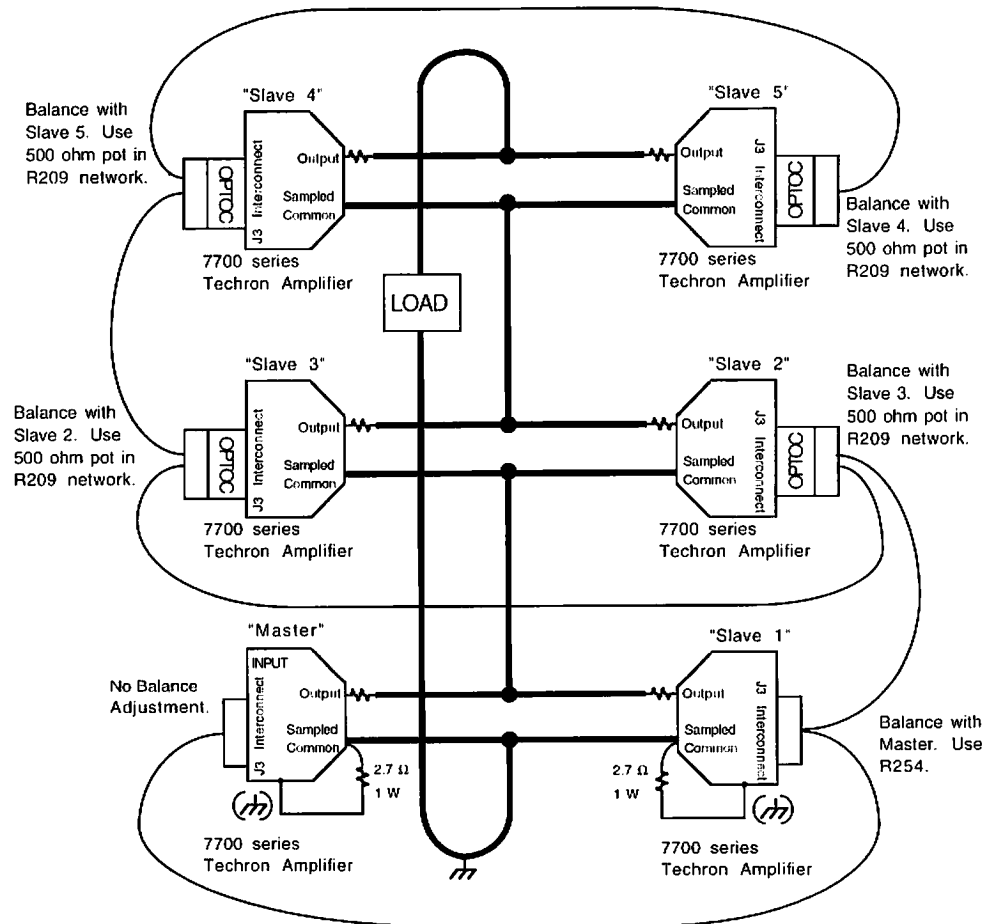 "Slave 4"
"Slave 5"
Balance with
Slave 5. Use
500 ohm pot in
R209 network.
OPTOC
J3 Interconnect
Output
Sampled
Common
7700 series
Techron Amplifier
Output
Sampled
Common
J3 Interconnect
OPTOC
7700 series
Techron Amplifier
Balance with
Slave 4. Use
500 ohm pot in
R209 network.
LOAD
"Slave 3"
"Slave 2"
Balance with
Slave 2. Use
500 ohm pot in
R209 network.
OPTOC
J3 Interconnect
Output
Sampled
Common
7700 series
Techron Amplifier
Output
Sampled
Common
J3 Interconnect
OPTOC
7700 series
Techron Amplifier
Balance with
Slave 3. Use
500 ohm pot in
R209 network.
"Master"
"Slave 1"
No Balance
Adjustment.
INPUT
J3 Interconnect
Output
Sampled
Common
2.7 Ω
1 W
7700 series
Techron Amplifier
Output
Sampled
Common
J3 Interconnect
2.7 Ω
1 W
7700 series
Techron Amplifier
Balance with
Master. Use
R254.